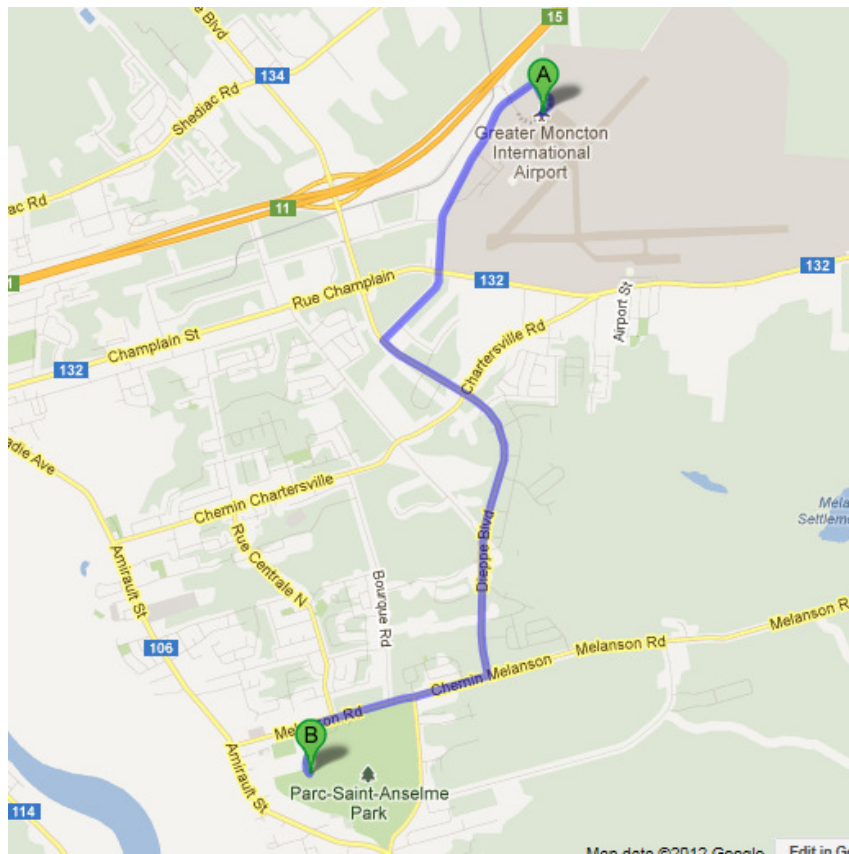 15
A
134
Shediac Rd
Greater Moncton
International
Airport
ac Rd
11
1
132
132
Rue Champlain
Airport St
Champlain St
Chartersville Rd
132
adie Ave
Chemin Chartersville
Mela
Settleme
Dieppe Blvd
Rue Centrale N
Amirault St
Bourque Rd
Melanson R
106
Melanson Rd
Chemin Melanson
Melanson Rd
B
Amirault St
Parc-Saint-Anselme
Park
114
Map data ©2012 Google
Edit in Go